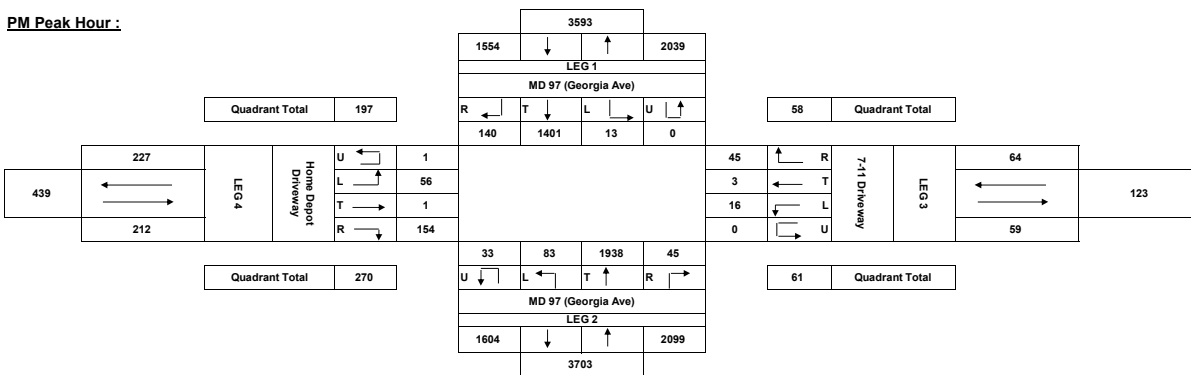 PM Peak Hour :
3593
1554 2039
LEG 1
MD 97 (Georgia Ave)
Quadrant Total 197
R T L U
58 Quadrant Total
140 1401 13 0
227
U 1
45 R
64
439
LEG 4
Home Depot Driveway
L 56
3 T
7-11 Driveway
LEG 3
123
T 1
16 L
212
R 154
0 U
59
33 83 1938 45
Quadrant Total 270
U L T R
61 Quadrant Total
MD 97 (Georgia Ave)
LEG 2
1604 2099
3703